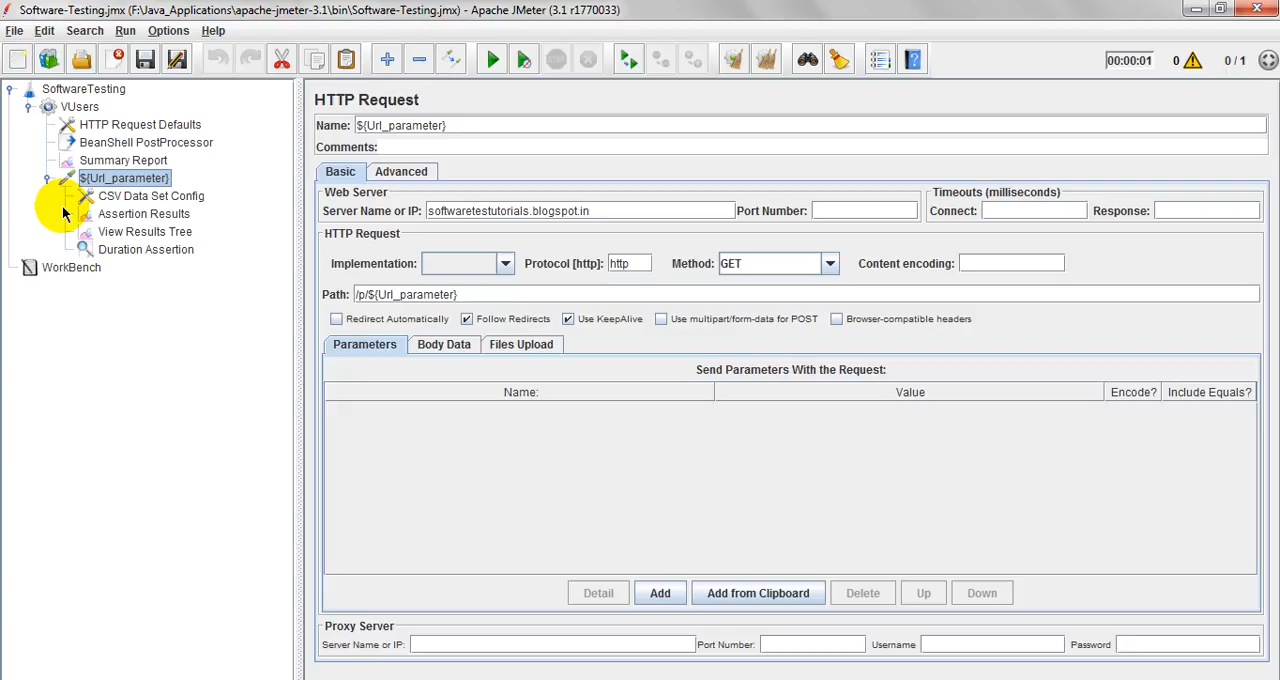 Software-Testing.jmx (F:\Java_Applications\apache-jmeter-3.1\bin\Software-Testing.jmx) - Apache JMeter (3.1 r1770033)
File Edit Search Run Options Help
00:00:01 0 0 / 1
SoftwareTesting
VUsers
HTTP Request Defaults
BeanShell PostProcessor
Summary Report
${Url_parameter}
CSV Data Set Config
Assertion Results
View Results Tree
Duration Assertion
WorkBench
HTTP Request
Name: ${Url_parameter}
Comments:
Basic Advanced
Web Server Timeouts (milliseconds)
Server Name or IP: softwaretestutorials.blogspot.in Port Number: Connect: Response:
HTTP Request
Implementation: Protocol [http]: http Method: GET Content encoding:
Path: /p/${Url_parameter}
Redirect Automatically Follow Redirects Use KeepAlive Use multipart/form-data for POST Browser-compatible headers
Parameters Body Data Files Upload
Send Parameters With the Request:
Name: Value Encode? Include Equals?
Detail Add Add from Clipboard Delete Up Down
Proxy Server
Server Name or IP: Port Number: Username Password